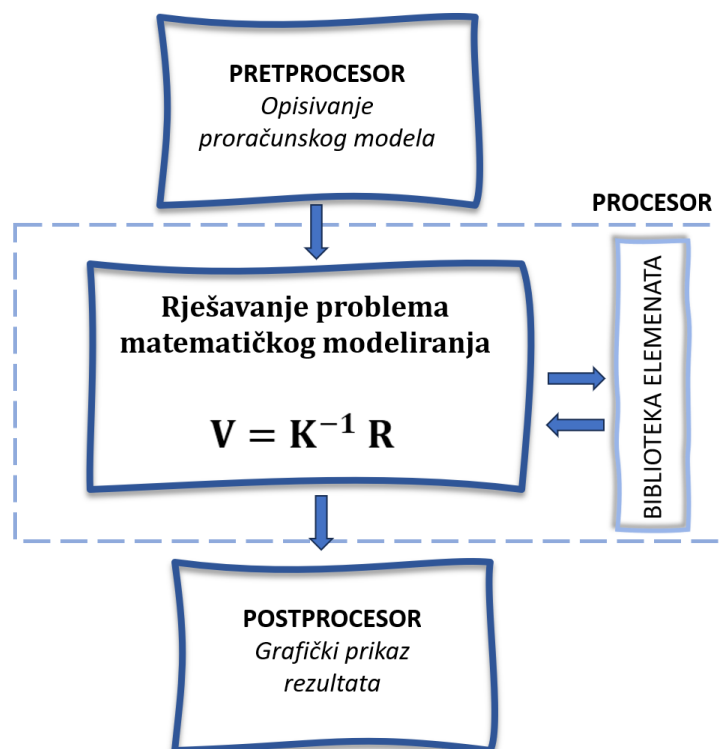 PRETPROCESOR
Opisivanje
proračunskog modela
PROCESOR
Rješavanje problema
matematičkog modeliranja
V = K⁻¹ R
BIBLIOTEKA ELEMENATA
POSTPROCESOR
Grafički prikaz
rezultata